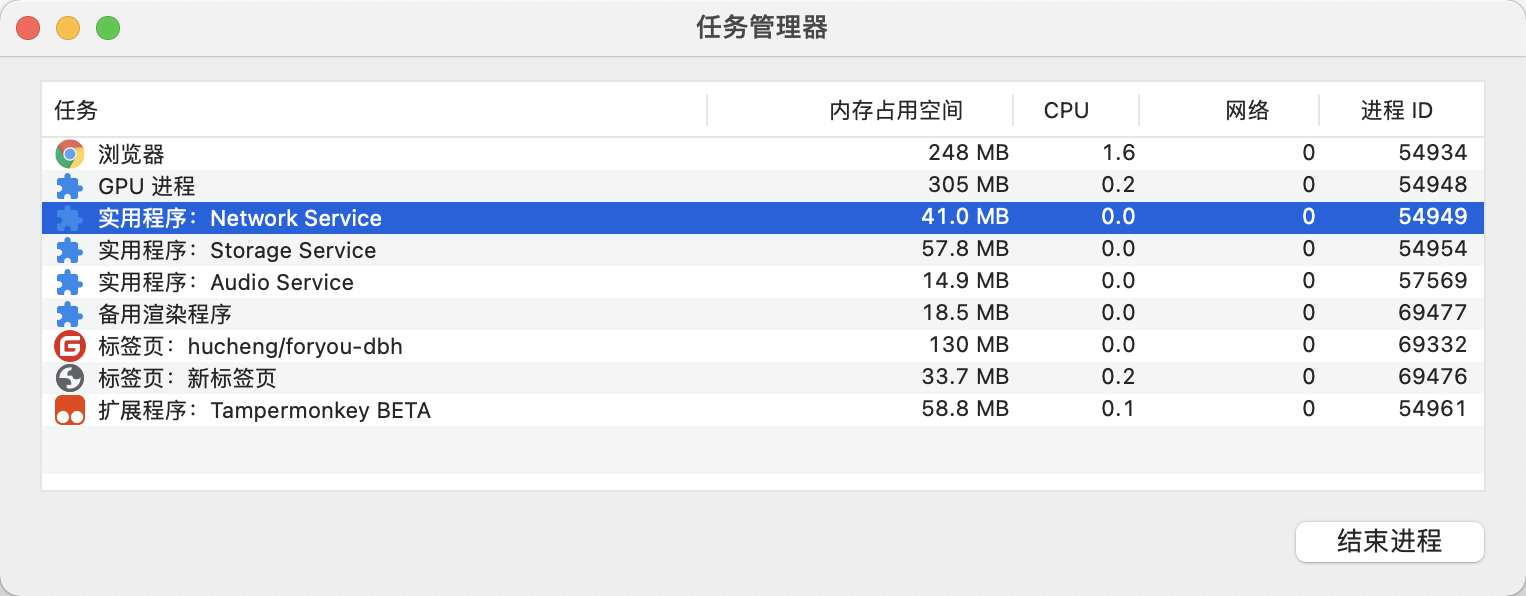 任务管理器
任务 内存占用空间 CPU 网络 进程 ID
浏览器 248 MB 1.6 0 54934
GPU 进程 305 MB 0.2 0 54948
实用程序：Network Service 41.0 MB 0.0 0 54949
实用程序：Storage Service 57.8 MB 0.0 0 54954
实用程序：Audio Service 14.9 MB 0.0 0 57569
备用渲染程序 18.5 MB 0.0 0 69477
标签页：hucheng/foryou-dbh 130 MB 0.0 0 69332
标签页：新标签页 33.7 MB 0.2 0 69476
扩展程序：Tampermonkey BETA 58.8 MB 0.1 0 54961
结束进程